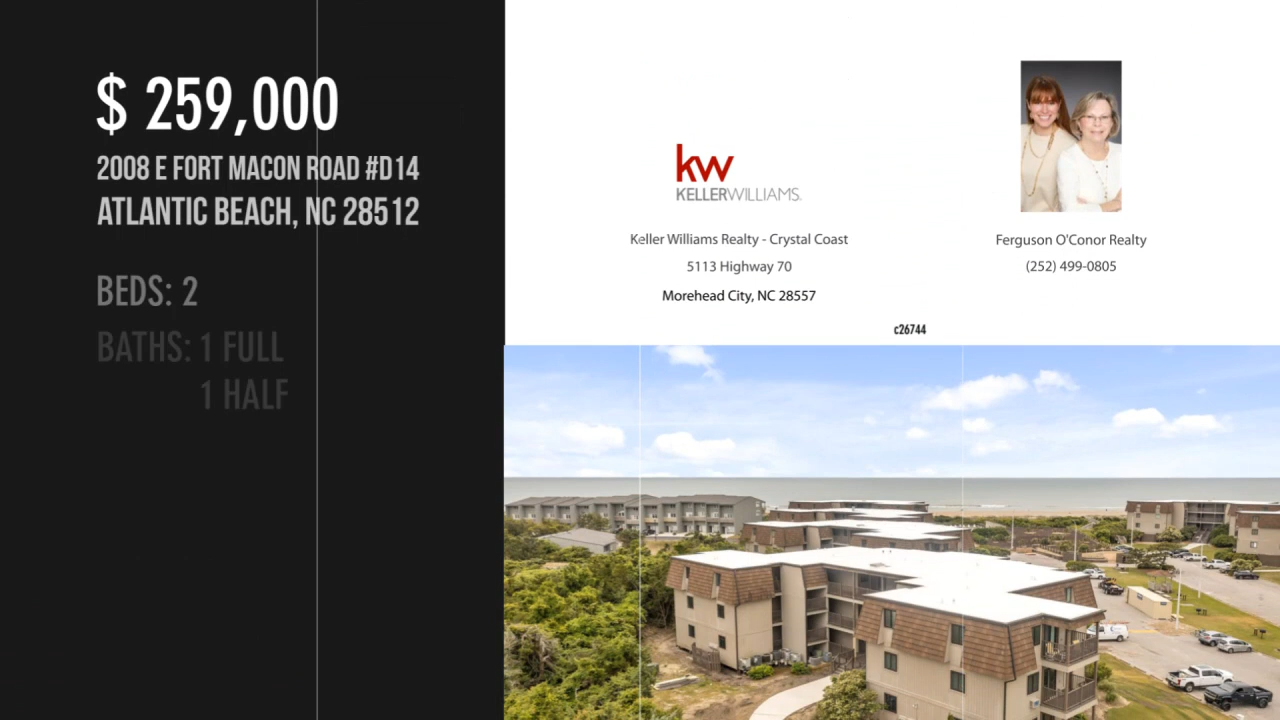 $ 259,000
2008 E FORT MACON ROAD #D14
ATLANTIC BEACH, NC 28512
BEDS: 2
BATHS: 1 FULL
1 HALF
kw
KELLERWILLIAMS.
Keller Williams Realty - Crystal Coast
5113 Highway 70
Morehead City, NC 28557
Ferguson O'Conor Realty
(252) 499-0805
c26744